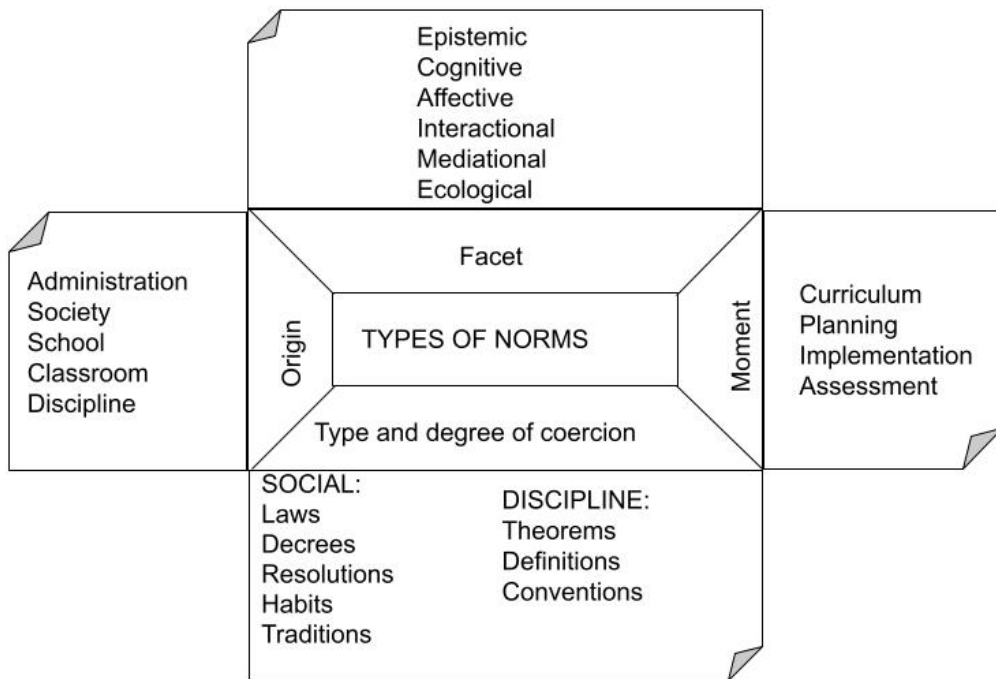 Epistemic
Cognitive
Affective
Interactional
Mediational
Ecological
Facet
Administration
Society
School
Classroom
Discipline
Origin
TYPES OF NORMS
Moment
Curriculum
Planning
Implementation
Assessment
Type and degree of coercion
SOCIAL:
Laws
Decrees
Resolutions
Habits
Traditions
DISCIPLINE:
Theorems
Definitions
Conventions